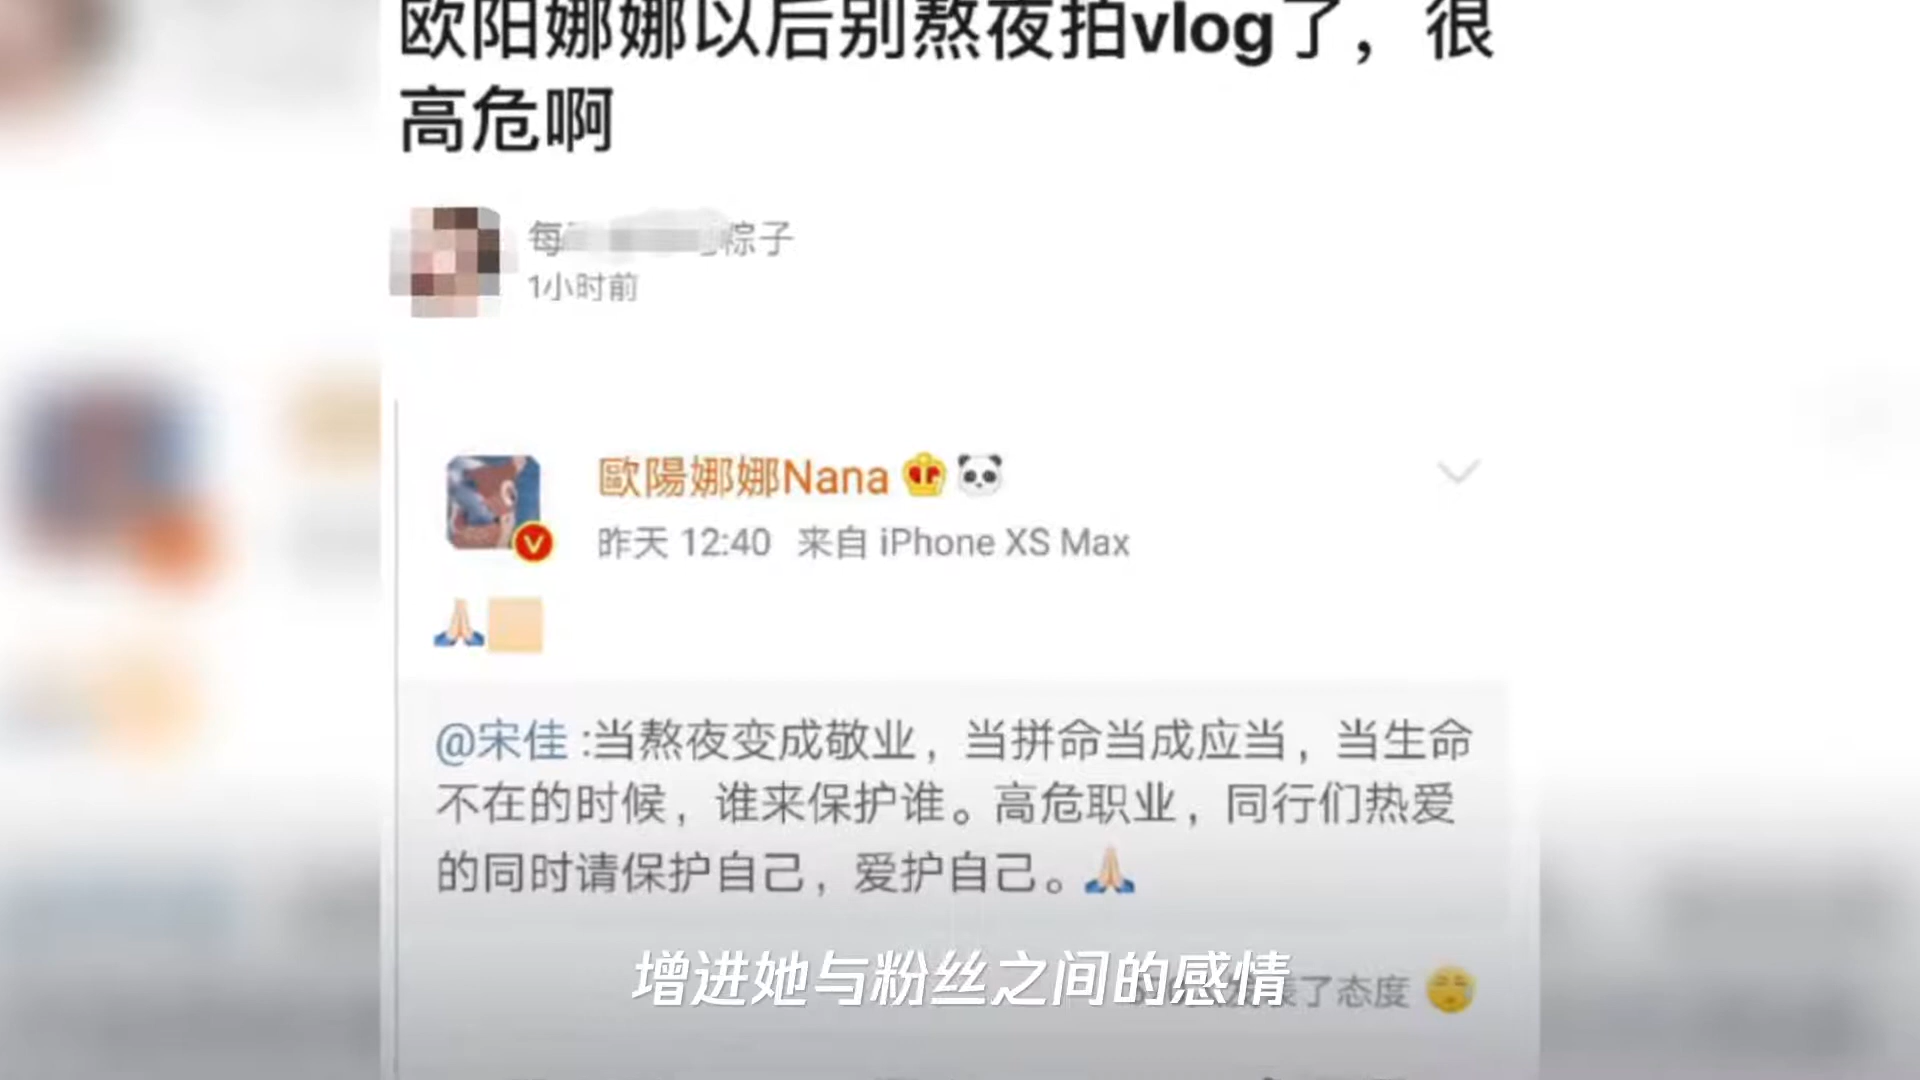 欧阳娜娜以后别熬夜拍vlog了，很
高危啊
每 粽子
1小时前
歐陽娜娜Nana
昨天 12:40 来自 iPhone XS Max
@宋佳 :当熬夜变成敬业，当拼命当成应当，当生命
不在的时候，谁来保护谁。高危职业，同行们热爱
的同时请保护自己，爱护自己。🙏🏻
了态度
增进她与粉丝之间的感情